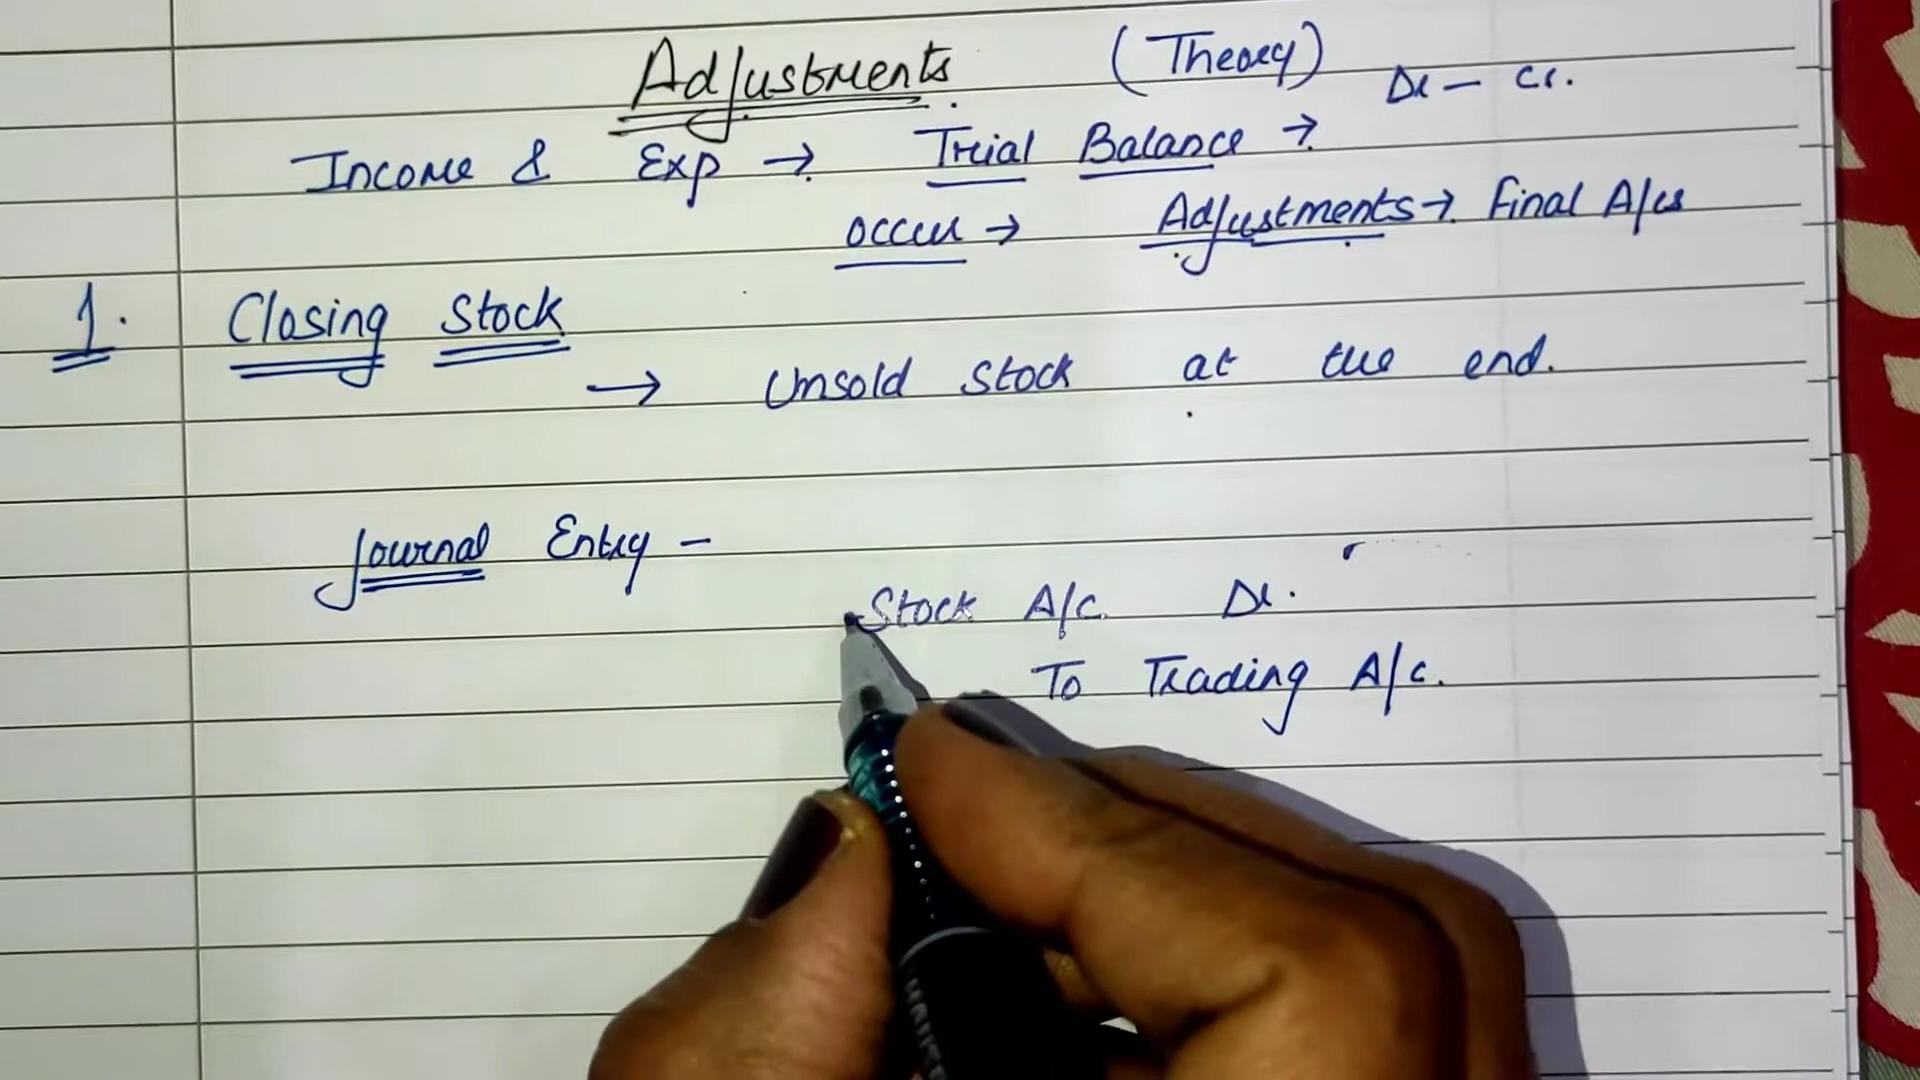 Adjustments (Theory)
Dr - Cr.
Income & Exp → Trial Balance →
occur → Adjustments → Final A/cs
1. Closing Stock
→ Unsold Stock at the end.
Journal Entry -
Stock A/c Dr.
To Trading A/c.